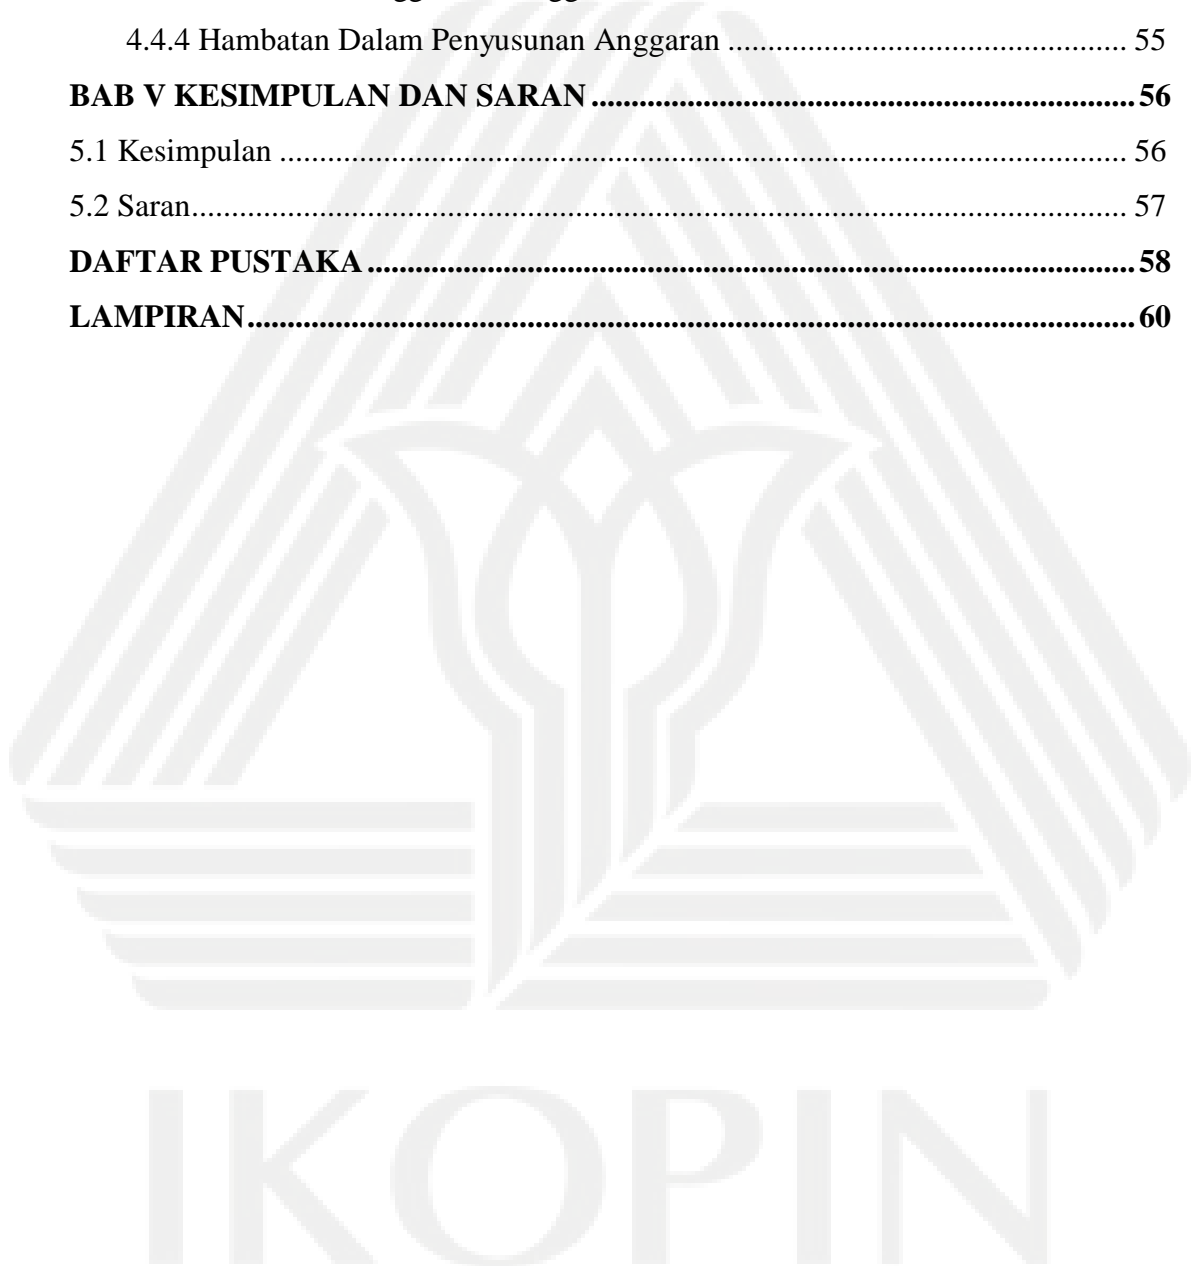 4.4.4 Hambatan Dalam Penyusunan Anggaran .................................................. 55
BAB V KESIMPULAN DAN SARAN .................................................................... 56
5.1 Kesimpulan ........................................................................................................ 56
5.2 Saran.................................................................................................................... 57
DAFTAR PUSTAKA ................................................................................................ 58
LAMPIRAN............................................................................................................... 60
IKOPIN